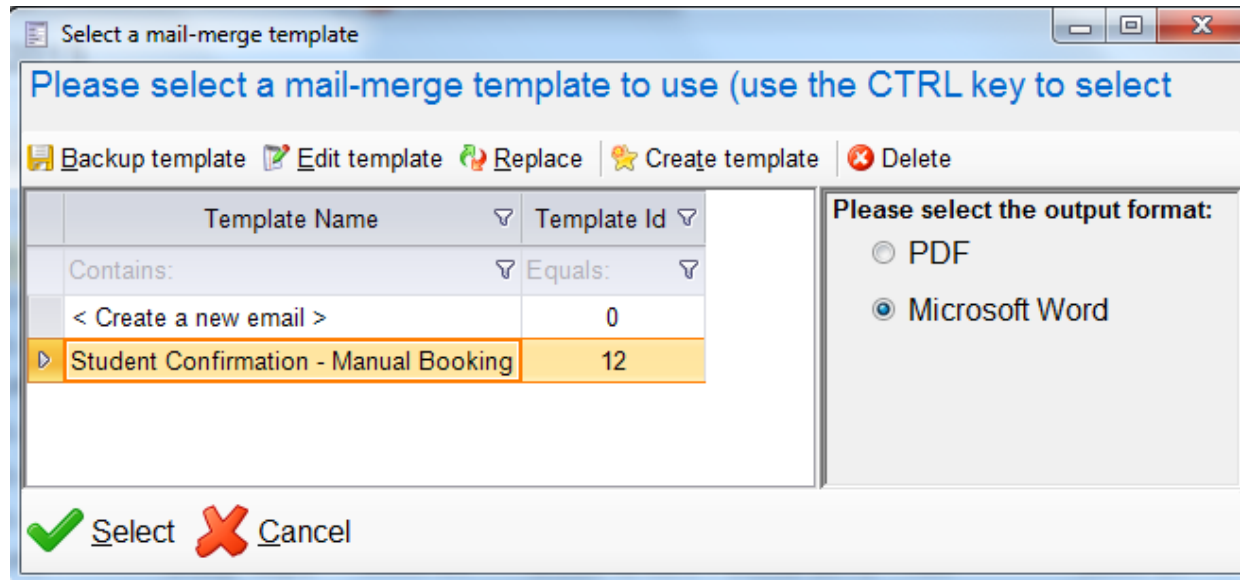 Select a mail-merge template
Please select a mail-merge template to use (use the CTRL key to select
Backup template Edit template Replace Create template Delete
Template Name Template Id
Contains: Equals:
< Create a new email > 0
Student Confirmation - Manual Booking 12
Please select the output format:
PDF
Microsoft Word
Select Cancel